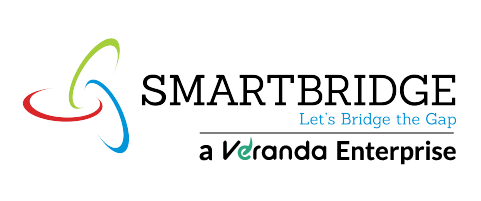 SMARTBRIDGE
Let's Bridge the Gap
a Veranda Enterprise